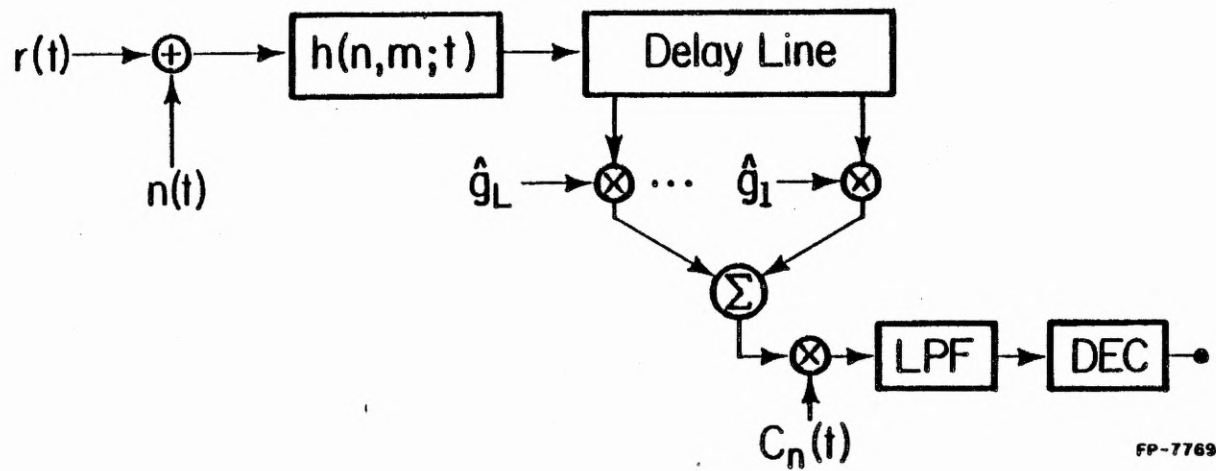 r(t)
+
h(n,m;t)
Delay Line
n(t)
ĝL
×
...
ĝ1
×
Σ
×
LPF
DEC
Cn(t)
FP-7769